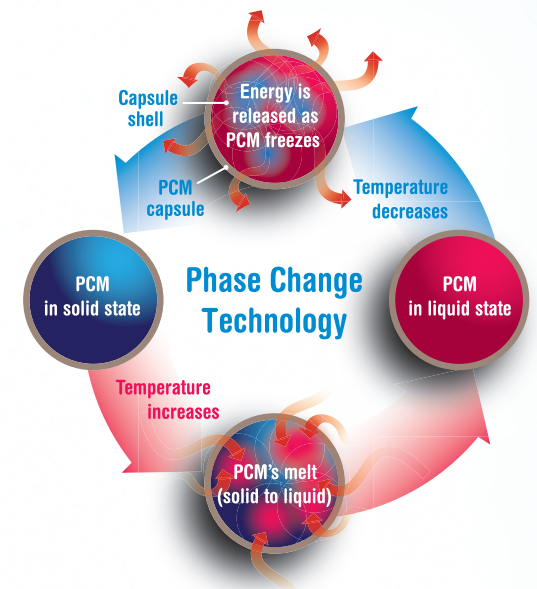 Energy is
released as
PCM freezes
Capsule
shell
PCM
capsule
Temperature
decreases
PCM
in solid state
Phase Change
Technology
PCM
in liquid state
Temperature
increases
PCM's melt
(solid to liquid)